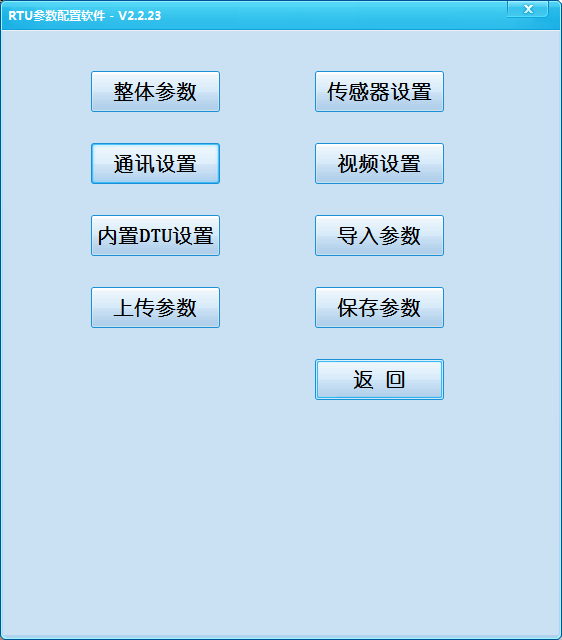 RTU参数配置软件 - V2.2.23
整体参数
传感器设置
通讯设置
视频设置
内置DTU设置
导入参数
上传参数
保存参数
返 回